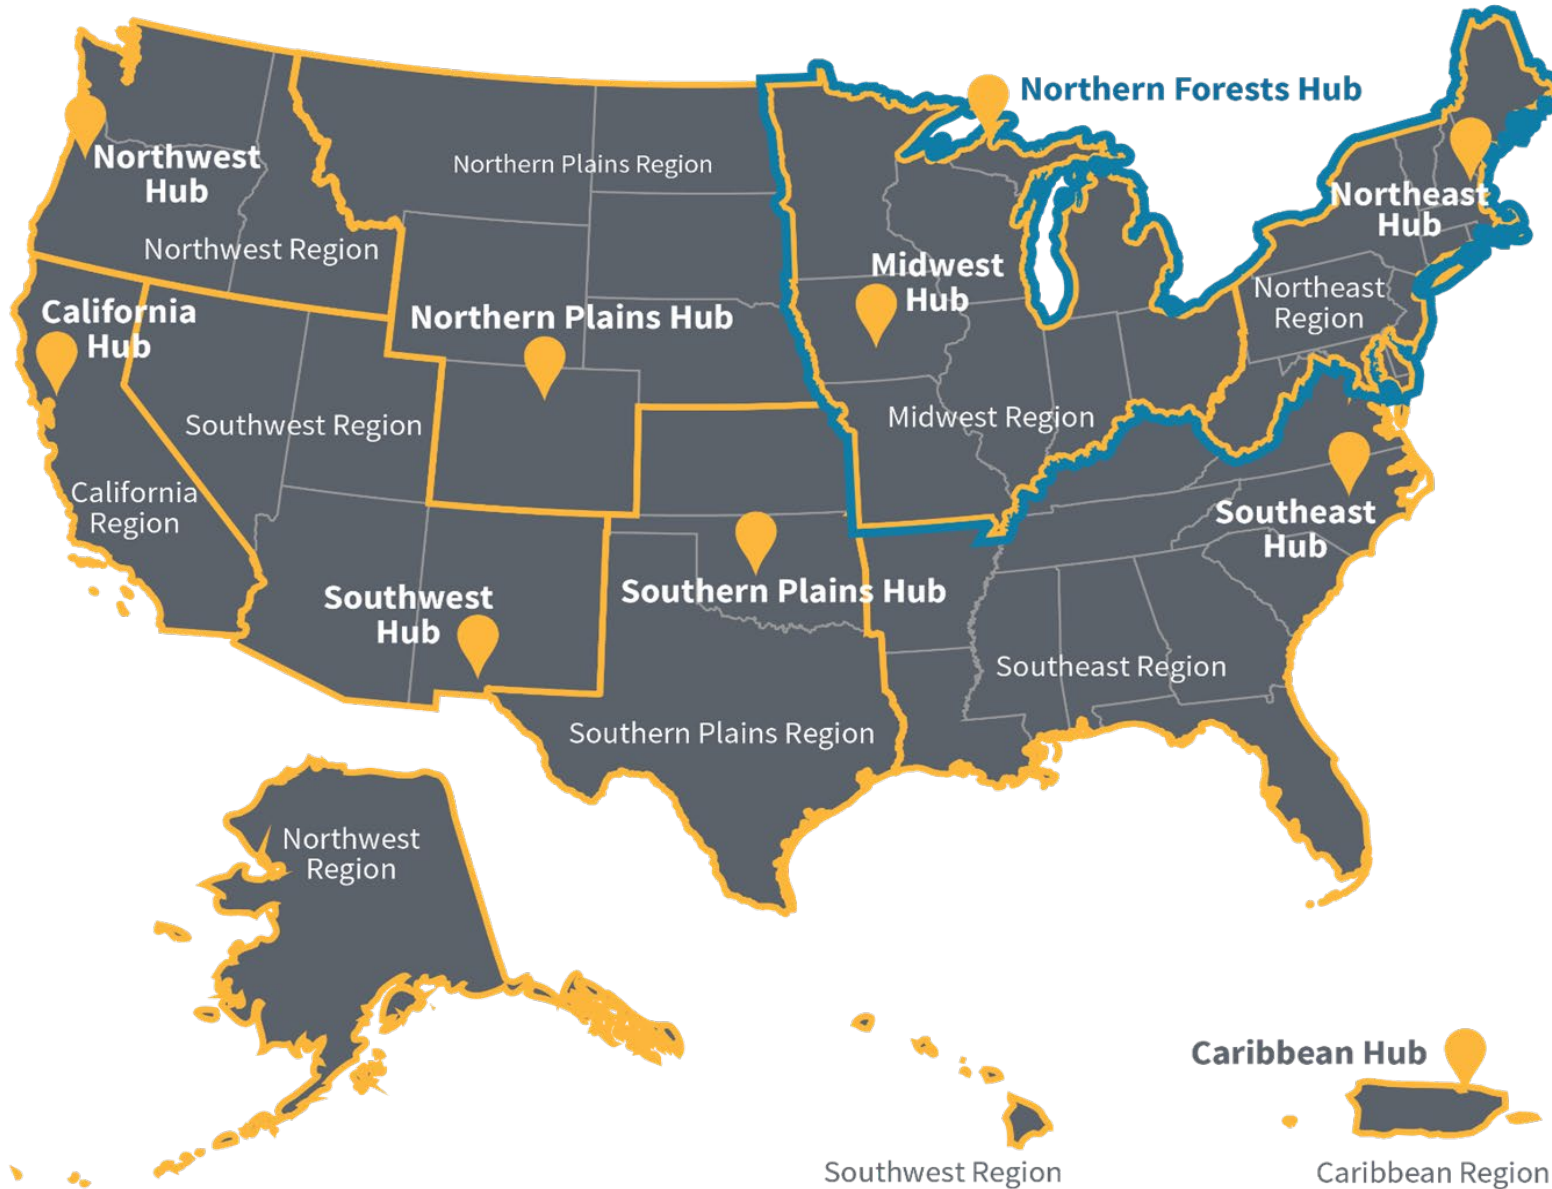 Northern Forests Hub
Northwest
Hub
Northern Plains Region
Northeast
Hub
Northwest Region
Midwest
Hub
Northeast
Region
California
Hub
Northern Plains Hub
Southwest Region
Midwest Region
California
Region
Southeast
Hub
Southwest
Hub
Southern Plains Hub
Southeast Region
Southern Plains Region
Northwest
Region
Caribbean Hub
Southwest Region
Caribbean Region